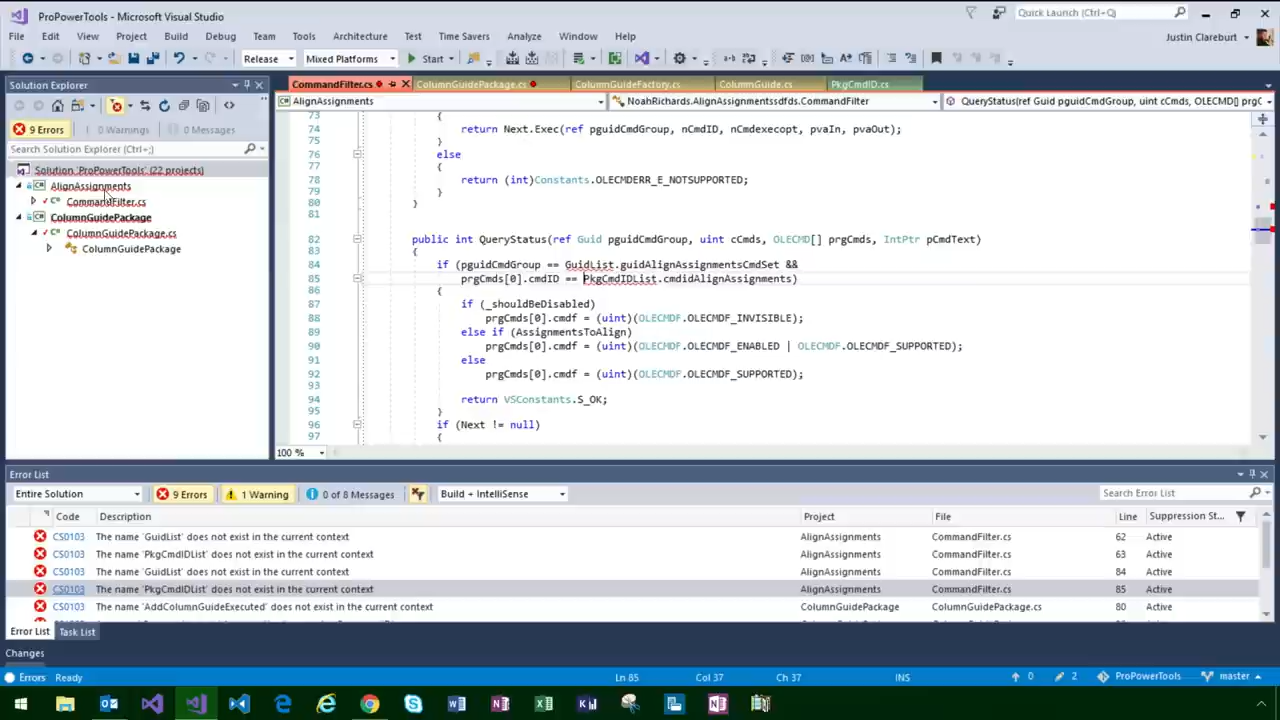 ProPowerTools - Microsoft Visual Studio
Quick Launch (Ctrl+Q)
File Edit View Project Build Debug Team Tools Architecture Test Time Savers Analyze Window Help
Justin Clareburt
Release Mixed Platforms Start
Solution Explorer
CommandFilter.cs ColumnGuidePackage.cs ColumnGuideFactory.cs ColumnGuide.cs PkgCmdID.cs
AlignAssignments NoahRichards.AlignAssignmentssdfds.CommandFilter QueryStatus(ref Guid pguidCmdGroup, uint cCmds, OLECMD[] prgC
9 Errors 0 Warnings 0 Messages
Search Solution Explorer (Ctrl+;)
Solution 'ProPowerTools' (22 projects)
AlignAssignments
CommandFilter.cs
ColumnGuidePackage
ColumnGuidePackage.cs
ColumnGuidePackage
73 {
74 return Next.Exec(ref pguidCmdGroup, nCmdID, nCmdexecopt, pvaIn, pvaOut);
75 }
76 else
77 {
78 return (int)Constants.OLECMDERR_E_NOTSUPPORTED;
79 }
80 }
81
82 public int QueryStatus(ref Guid pguidCmdGroup, uint cCmds, OLECMD[] prgCmds, IntPtr pCmdText)
83 {
84 if (pguidCmdGroup == GuidList.guidAlignAssignmentsCmdSet &&
85 prgCmds[0].cmdID == PkgCmdIDList.cmdidAlignAssignments)
86 {
87 if (_shouldBeDisabled)
88 prgCmds[0].cmdf = (uint)(OLECMDF.OLECMDF_INVISIBLE);
89 else if (AssignmentsToAlign)
90 prgCmds[0].cmdf = (uint)(OLECMDF.OLECMDF_ENABLED | OLECMDF.OLECMDF_SUPPORTED);
91 else
92 prgCmds[0].cmdf = (uint)(OLECMDF.OLECMDF_SUPPORTED);
93
94 return VSConstants.S_OK;
95 }
96 if (Next != null)
97 {
100 %
Error List
Entire Solution 9 Errors 1 Warning 0 of 8 Messages Build + IntelliSense Search Error List
Code Description Project File Line Suppression St...
CS0103 The name 'GuidList' does not exist in the current context AlignAssignments CommandFilter.cs 62 Active
CS0103 The name 'PkgCmdIDList' does not exist in the current context AlignAssignments CommandFilter.cs 63 Active
CS0103 The name 'GuidList' does not exist in the current context AlignAssignments CommandFilter.cs 84 Active
CS0103 The name 'PkgCmdIDList' does not exist in the current context AlignAssignments CommandFilter.cs 85 Active
CS0103 The name 'AddColumnGuideExecuted' does not exist in the current context ColumnGuidePackage ColumnGuidePackage.cs 80 Active
Error List Task List
Changes
Errors Ready Ln 85 Col 37 Ch 37 INS 0 2 ProPowerTools master